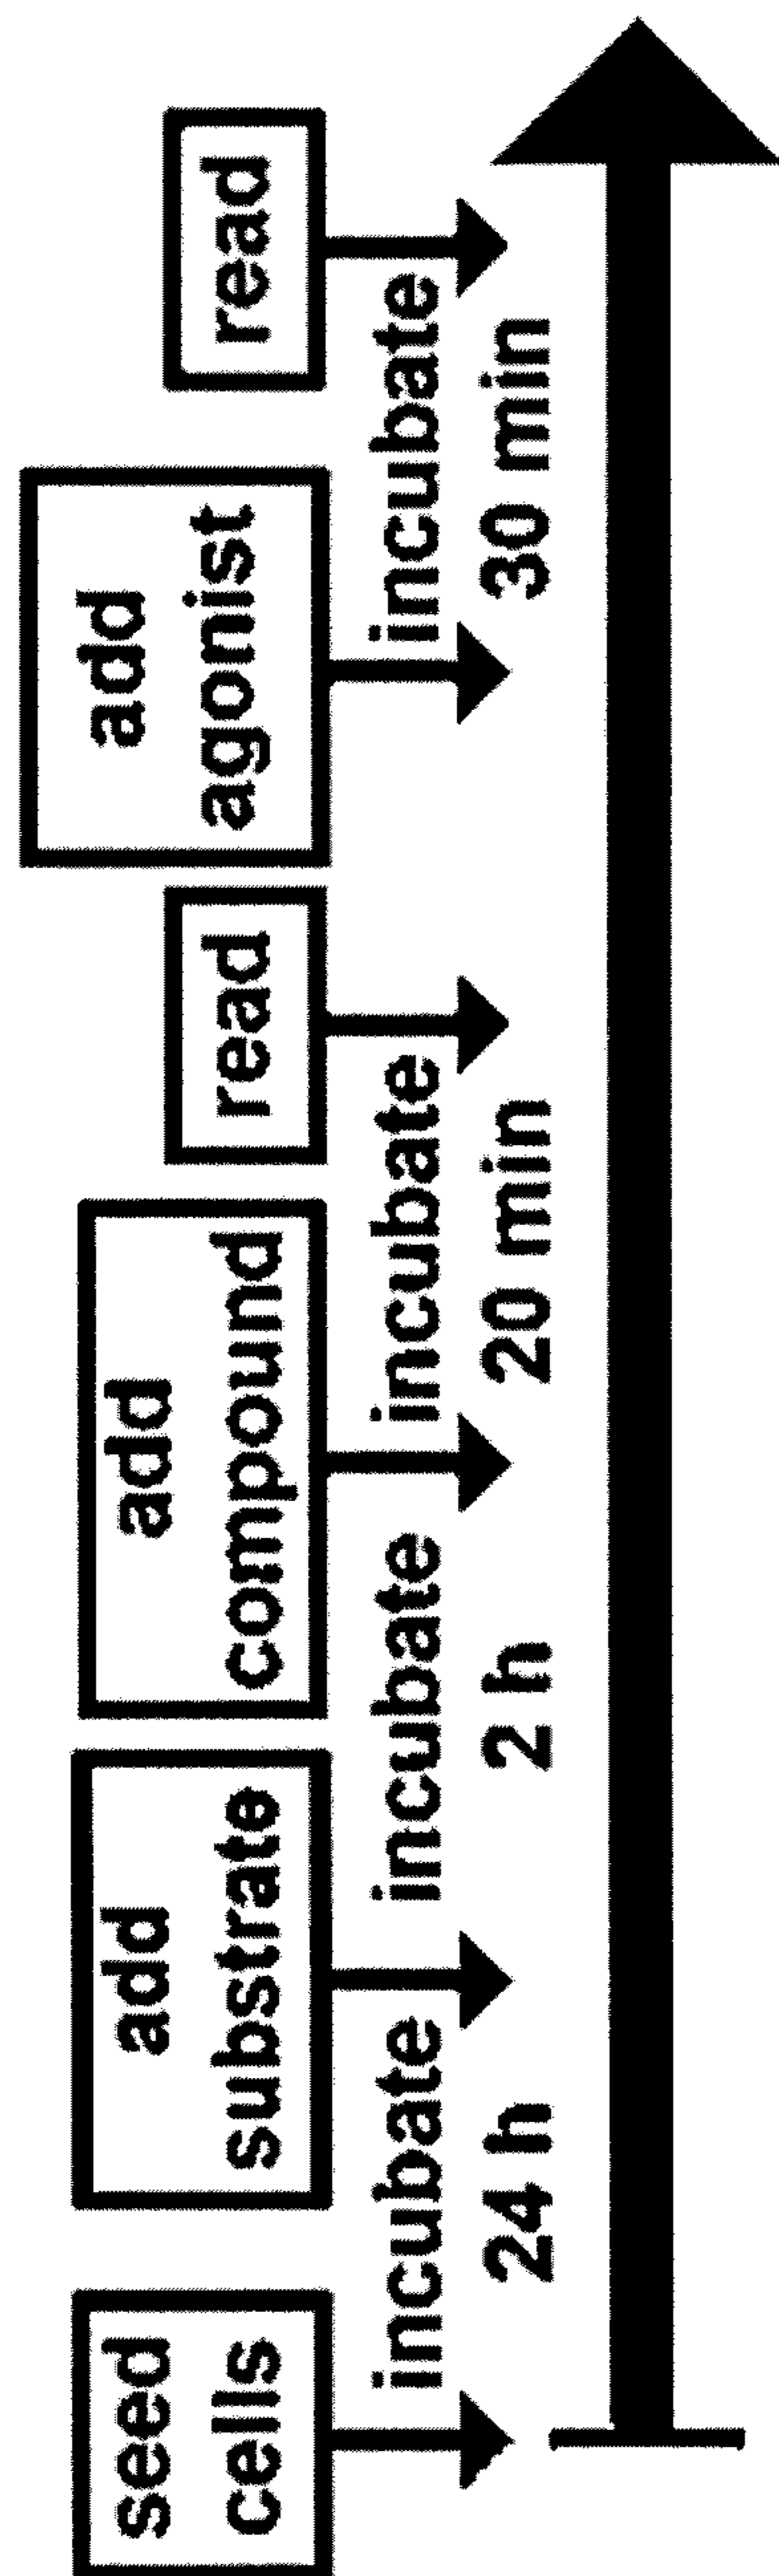 seed
cells
incubate
24 h
add
substrate
incubate
2 h
add
compound
incubate
20 min
read
add
agonist
incubate
30 min
read